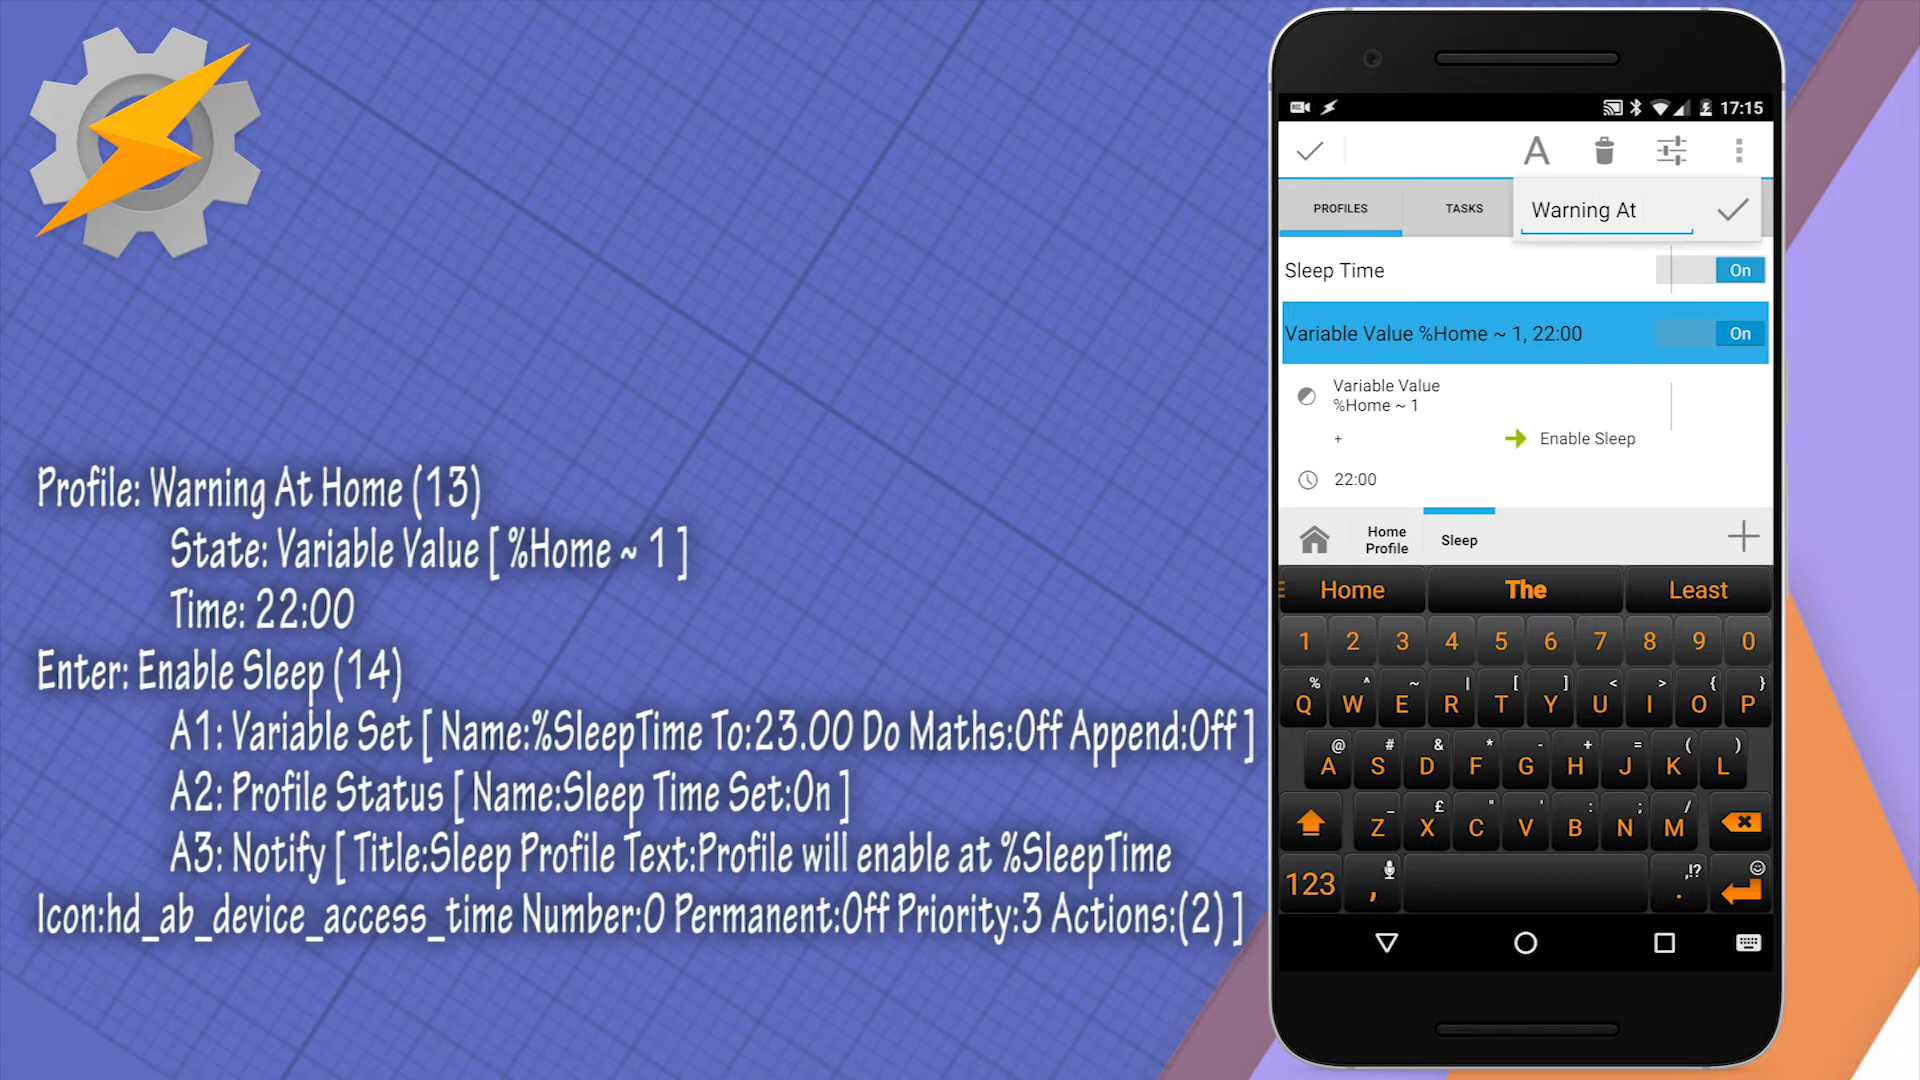 Profile: Warning At Home (13)
State: Variable Value [ %Home ~ 1 ]
Time: 22:00
Enter: Enable Sleep (14)
A1: Variable Set [ Name:%SleepTime To:23.00 Do Maths:Off Append:Off ]
A2: Profile Status [ Name:Sleep Time Set:On ]
A3: Notify [ Title:Sleep Profile Text:Profile will enable at %SleepTime
Icon:hd_ab_device_access_time Number:0 Permanent:Off Priority:3 Actions:(2) ]
17:15
A
PROFILES TASKS Warning At
Sleep Time On
Variable Value %Home ~ 1, 22:00 On
Variable Value
%Home ~ 1
+ Enable Sleep
22:00
Home
Profile
Sleep
Home The Least
1 2 3 4 5 6 7 8 9 0
% ^ ~ | [ ] < > { }
Q W E R T Y U I O P
@ # & * - + = ( )
A S D F G H J K L
_ £ " ' : ; /
Z X C V B N M
,!?
123 , .